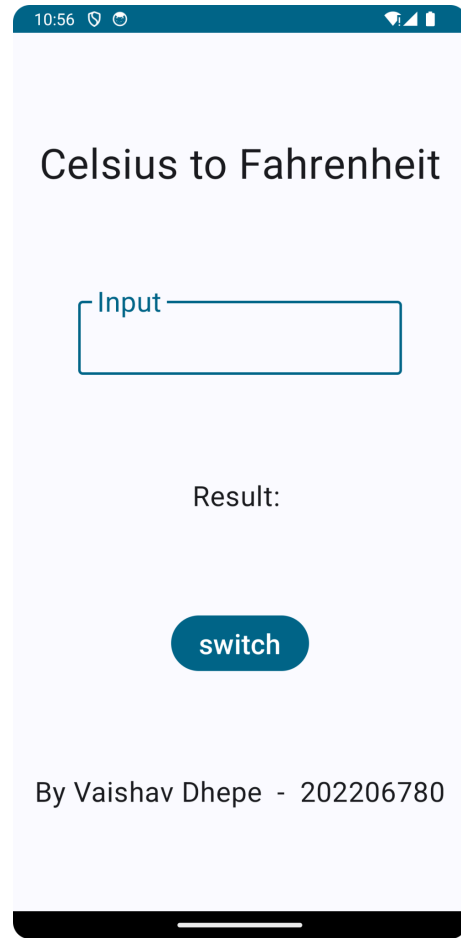 10:56
Celsius to Fahrenheit
Input
Result:
switch
By Vaishav Dhepe - 202206780